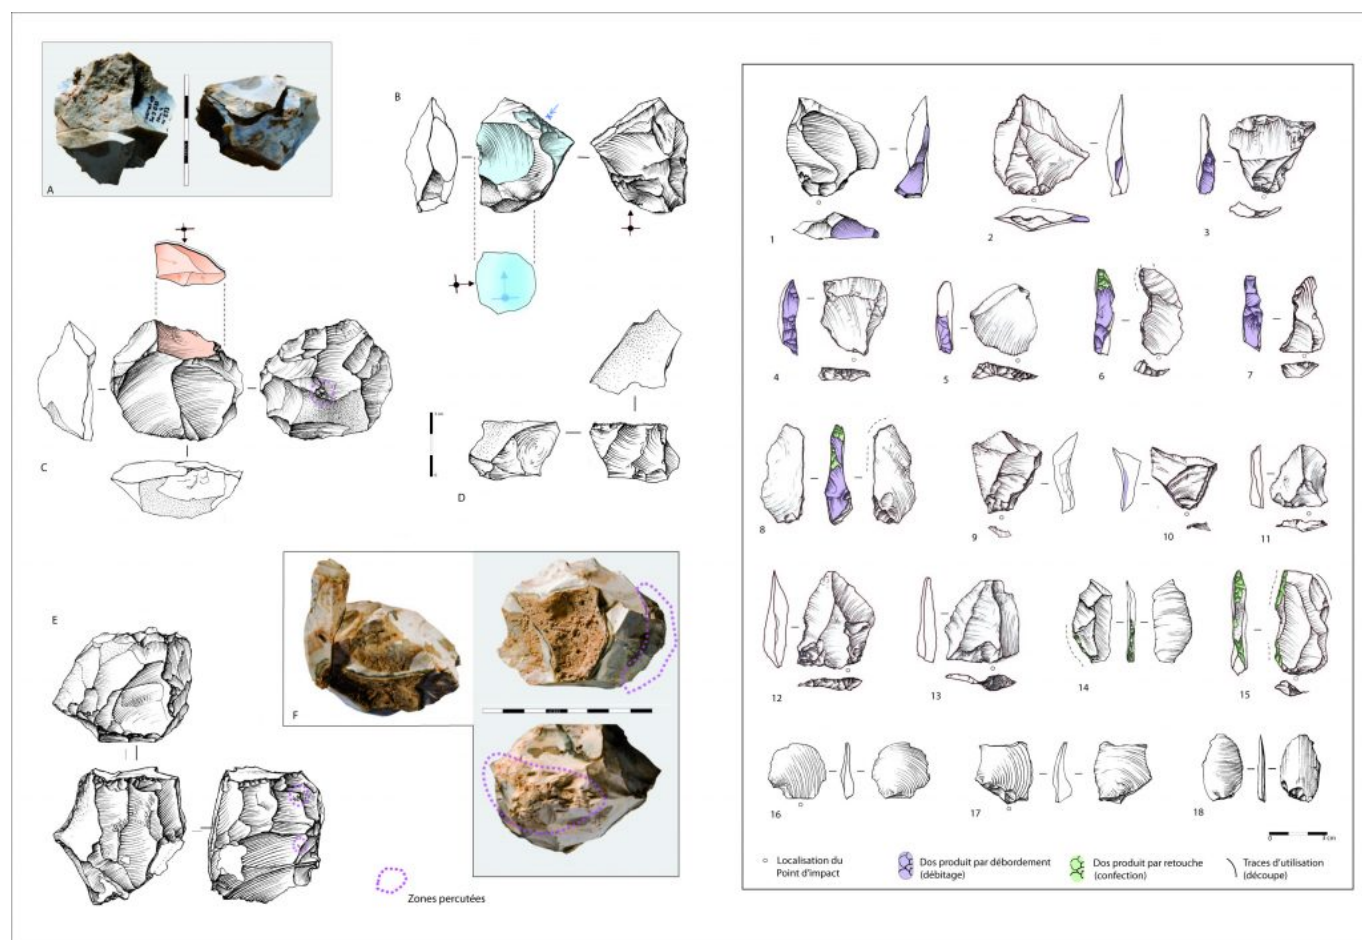 A
B
C
D
E
F
Zones percutées
1
2
3
4
5
6
7
8
9
10
11
12
13
14
15
16
17
18
0
Localisation du
Point d'impact
Dos produit par débordement
(débitage)
Dos produit par retouche
(confection)
Traces d'utilisation
(découpe)